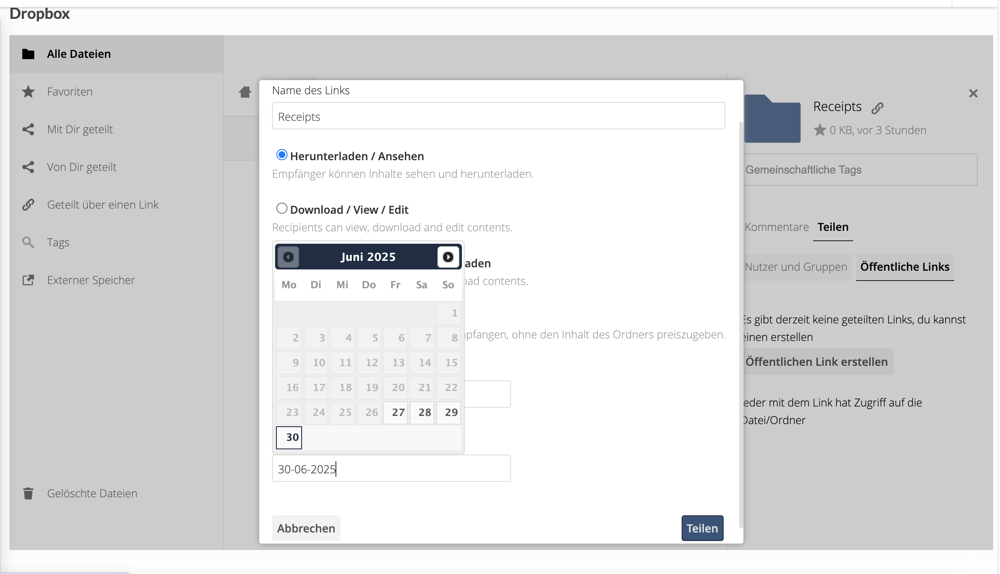 Dropbox
Alle Dateien
Favoriten
Mit Dir geteilt
Von Dir geteilt
Geteilt über einen Link
Tags
Externer Speicher
Gelöschte Dateien
Name des Links
Receipts
Herunterladen / Ansehen
Empfänger können Inhalte sehen und herunterladen.
Download / View / Edit
Recipients can view, download and edit contents.
Juni 2025
Mo Di Mi Do Fr Sa So
1
2 3 4 5 6 7 8
9 10 11 12 13 14 15
16 17 18 19 20 21 22
23 24 25 26 27 28 29
30
aden
contents.
ohne den Inhalt des Ordners preiszugeben.
30-06-2025
Abbrechen
Teilen
Receipts
0 KB, vor 3 Stunden
Gemeinschaftliche Tags
Kommentare Teilen
Nutzer und Gruppen Öffentliche Links
Es gibt derzeit keine geteilten Links, du kannst
einen erstellen
Öffentlichen Link erstellen
eder mit dem Link hat Zugriff auf die
Datei/Ordner